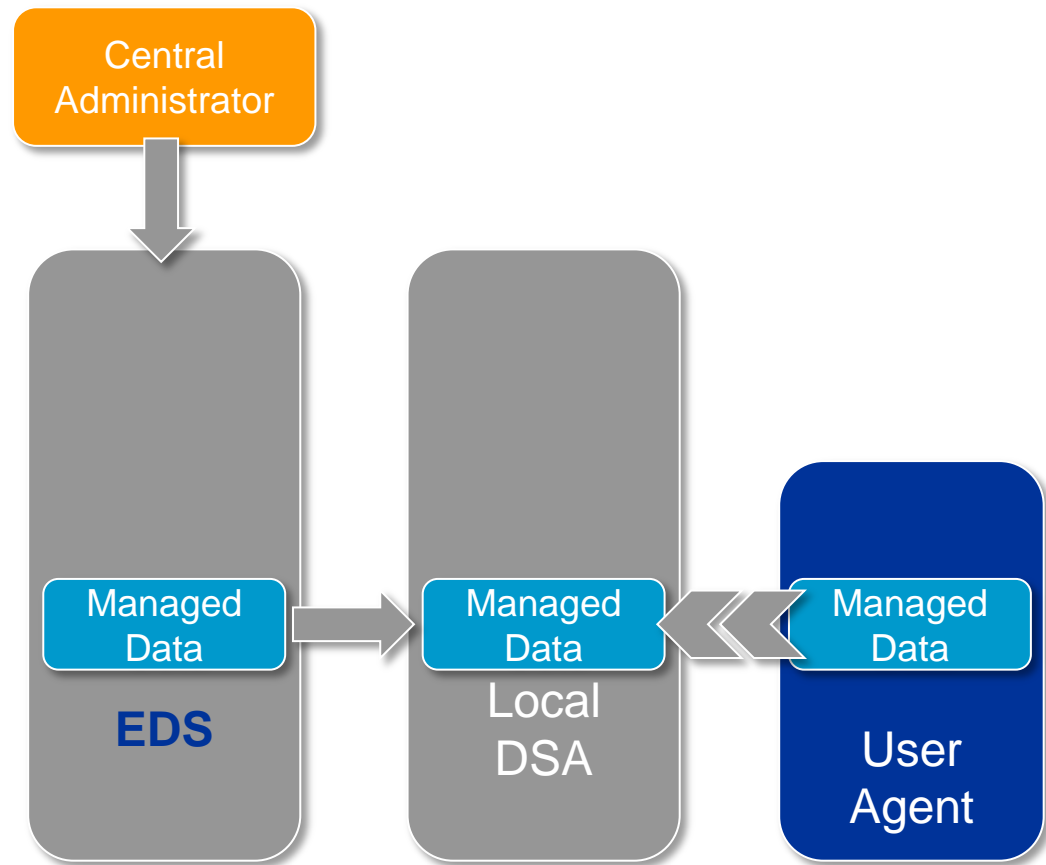 Central
Administrator
Managed
Data
EDS
Managed
Data
Local
DSA
Managed
Data
User
Agent